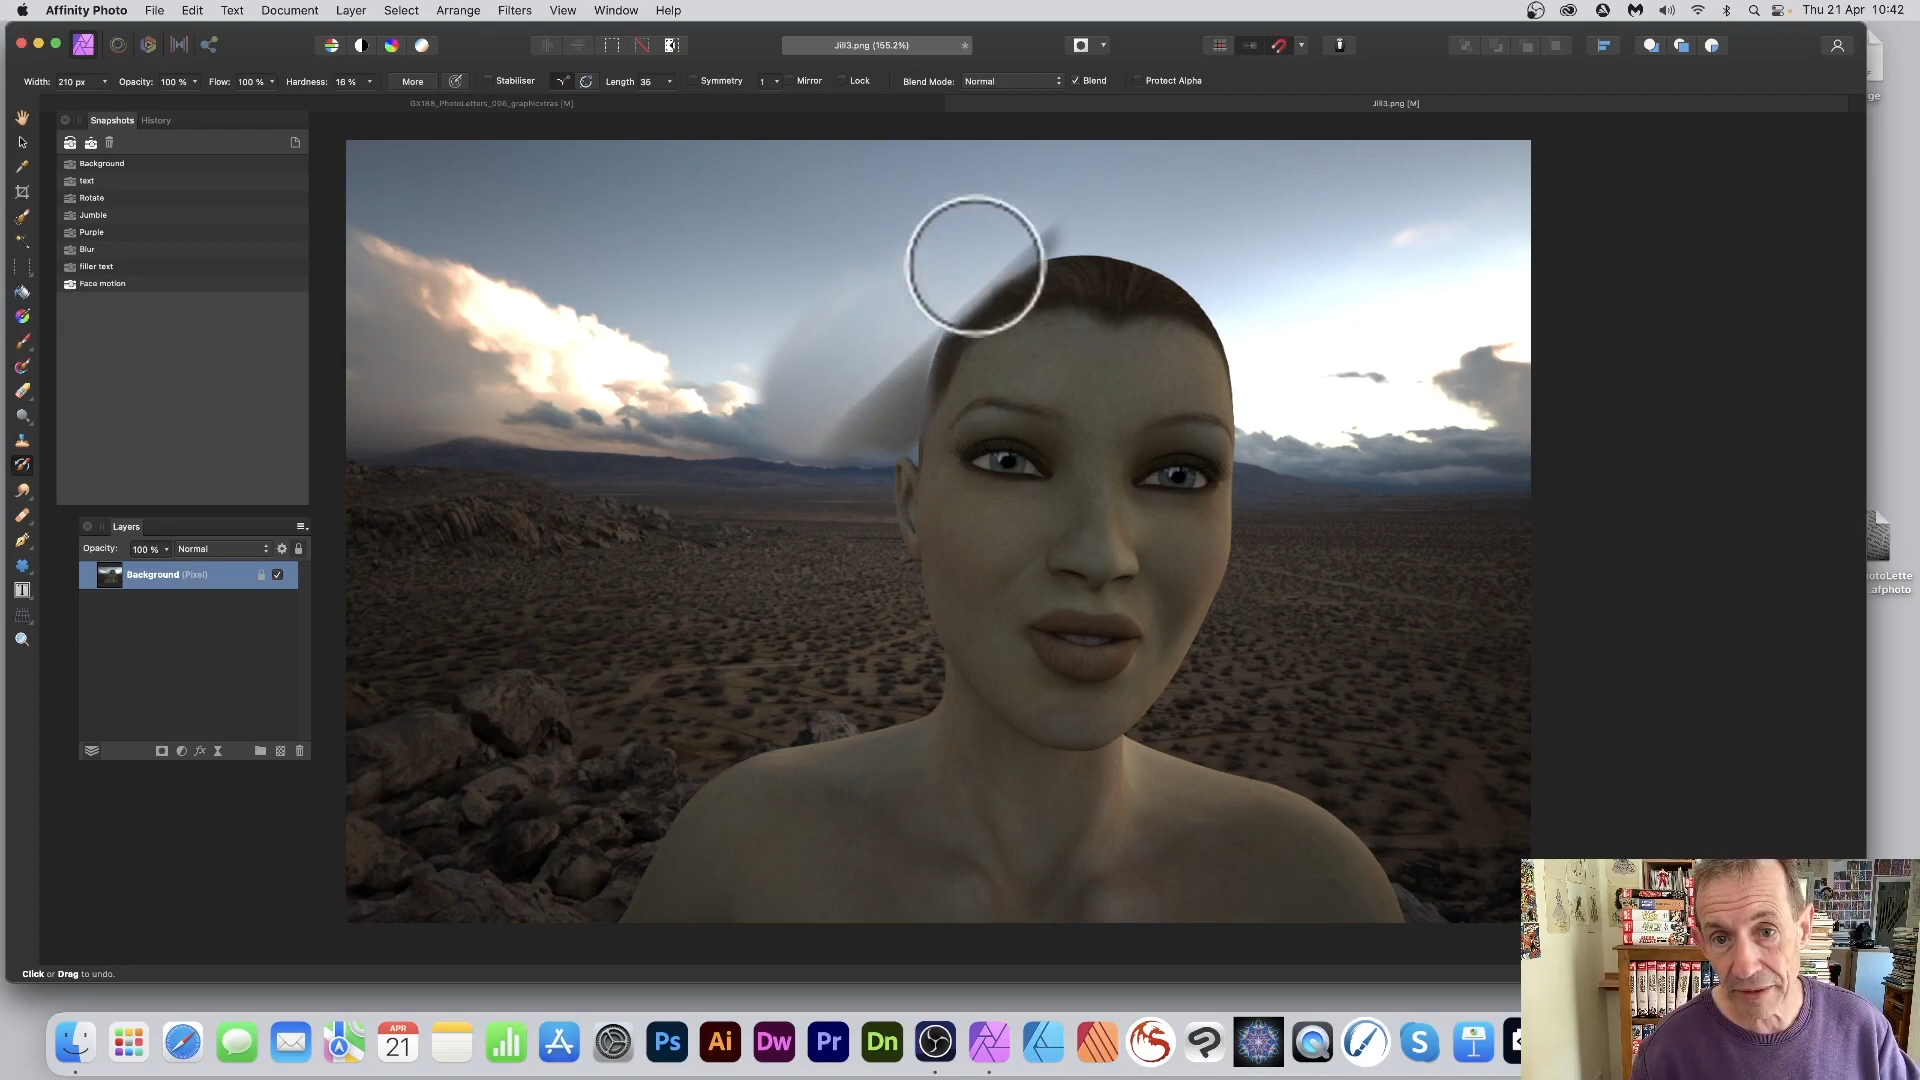 Affinity Photo File Edit Text Document Layer Select Arrange Filters View Window Help Thu 21 Apr 10:42
Jill3.png (155.2%)
Width: 210 px Opacity: 100 % Flow: 100 % Hardness: 16 % More Stabiliser Length 35 Symmetry 1 Mirror Lock Blend Mode: Normal Blend Protect Alpha
GX188_PhotoLetters_006_graphicxtras [M] Jill3.png [M]
Snapshots History
Background
text
Rotate
Jumble
Purple
Blur
filler text
Face motion
Layers
Opacity: 100 % Normal
Background (Pixel)
ge
otoLette
.afphoto
Click or Drag to undo.
APR
21
Ps Ai Dw Pr Dn S